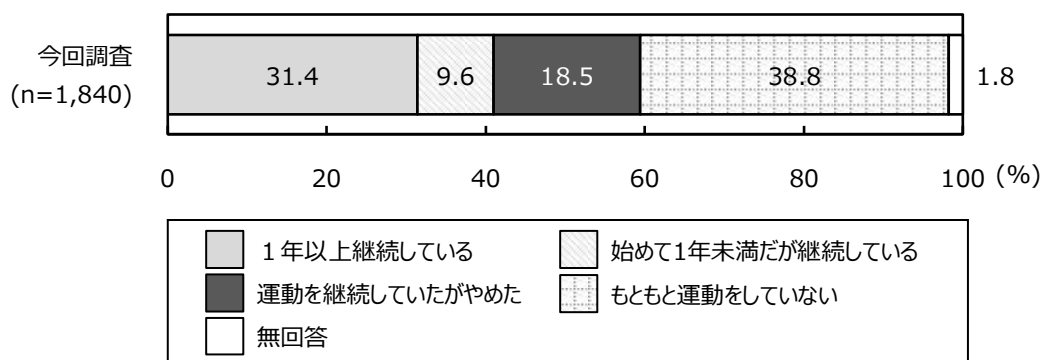 今回調査
(n=1,840)
31.4 9.6 18.5 38.8 1.8
0 20 40 60 80 100 (%)
１年以上継続している 始めて1年未満だが継続している
運動を継続していたがやめた もともと運動をしていない
無回答